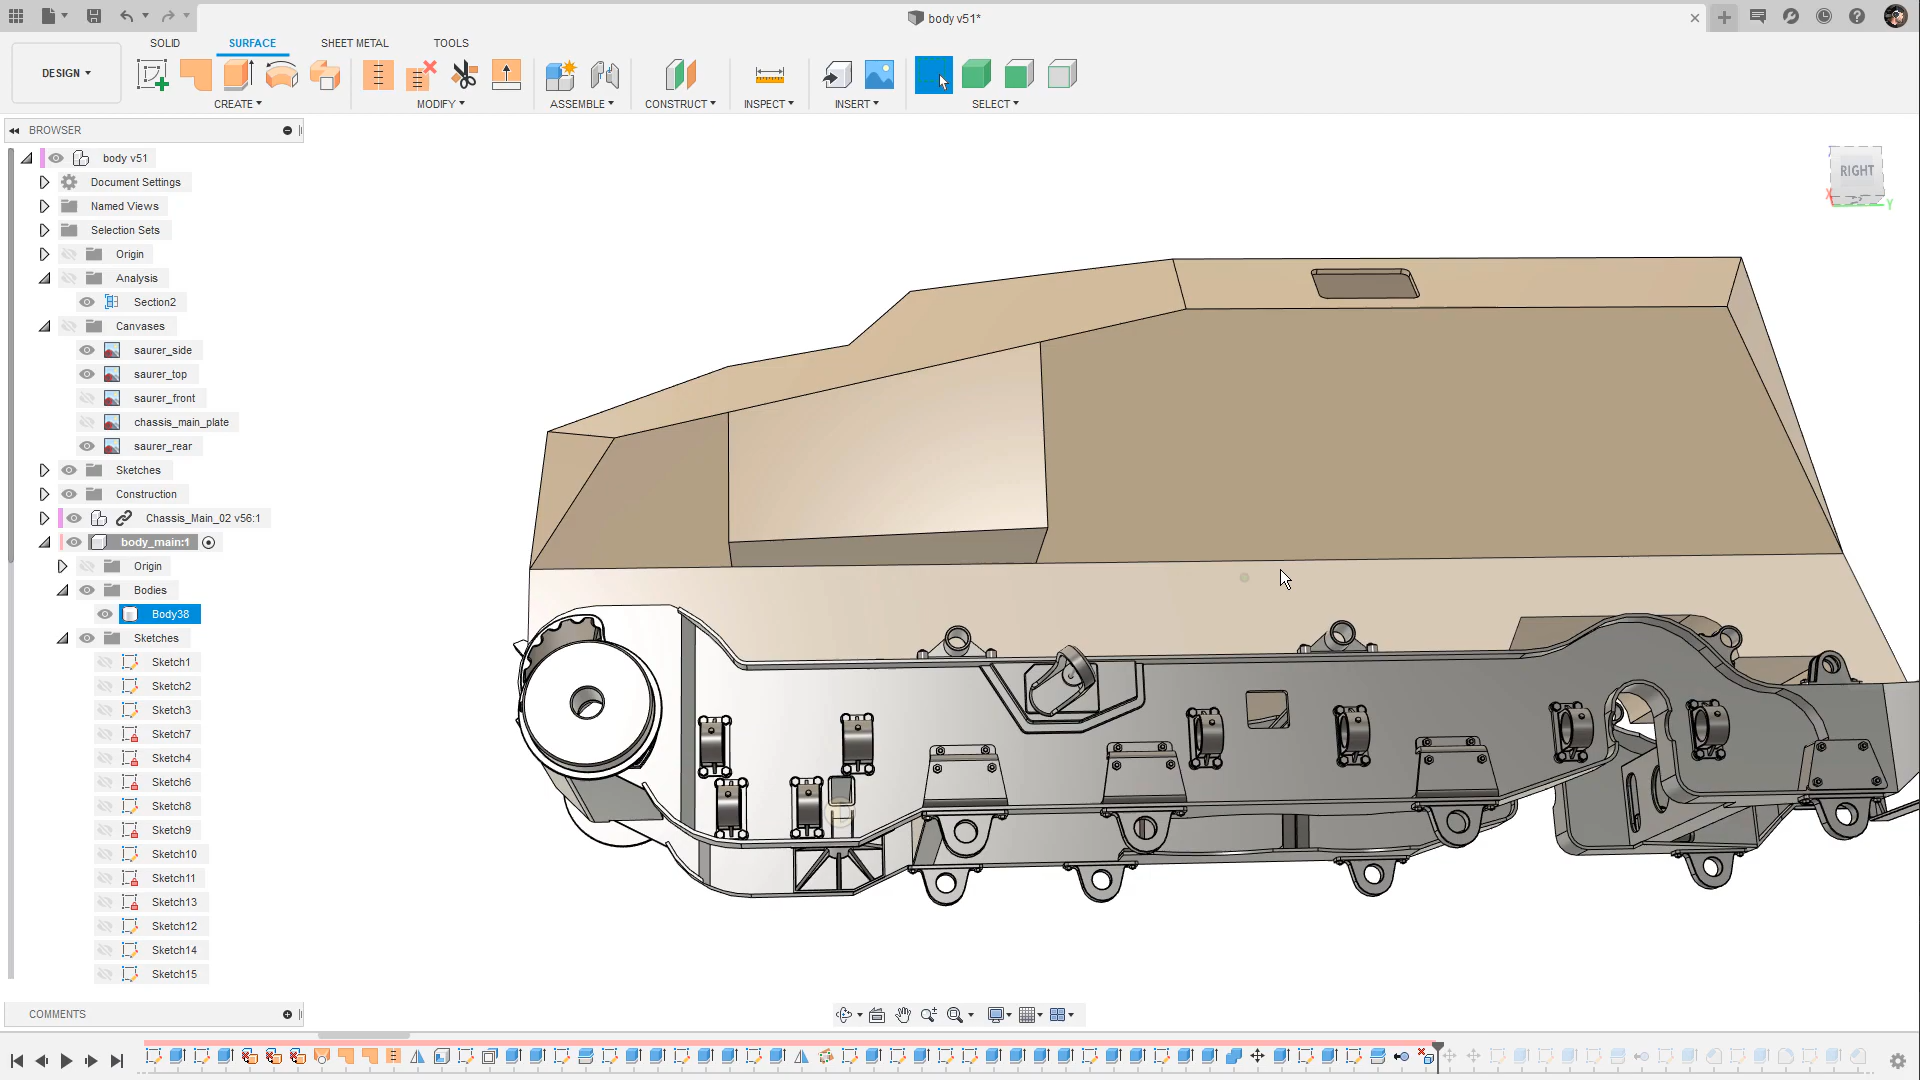 body v51*
SOLID
SURFACE
SHEET METAL
TOOLS
DESIGN
CREATE
MODIFY
ASSEMBLE
CONSTRUCT
INSPECT
INSERT
SELECT
BROWSER
body v51
Document Settings
Named Views
Selection Sets
Origin
Analysis
Section2
Canvases
saurer_side
saurer_top
saurer_front
chassis_main_plate
saurer_rear
Sketches
Construction
Chassis_Main_02 v56:1
body_main:1
Origin
Bodies
Body38
Sketches
Sketch1
Sketch2
Sketch3
Sketch7
Sketch4
Sketch6
Sketch8
Sketch9
Sketch10
Sketch11
Sketch13
Sketch12
Sketch14
Sketch15
COMMENTS
RIGHT
X
Y